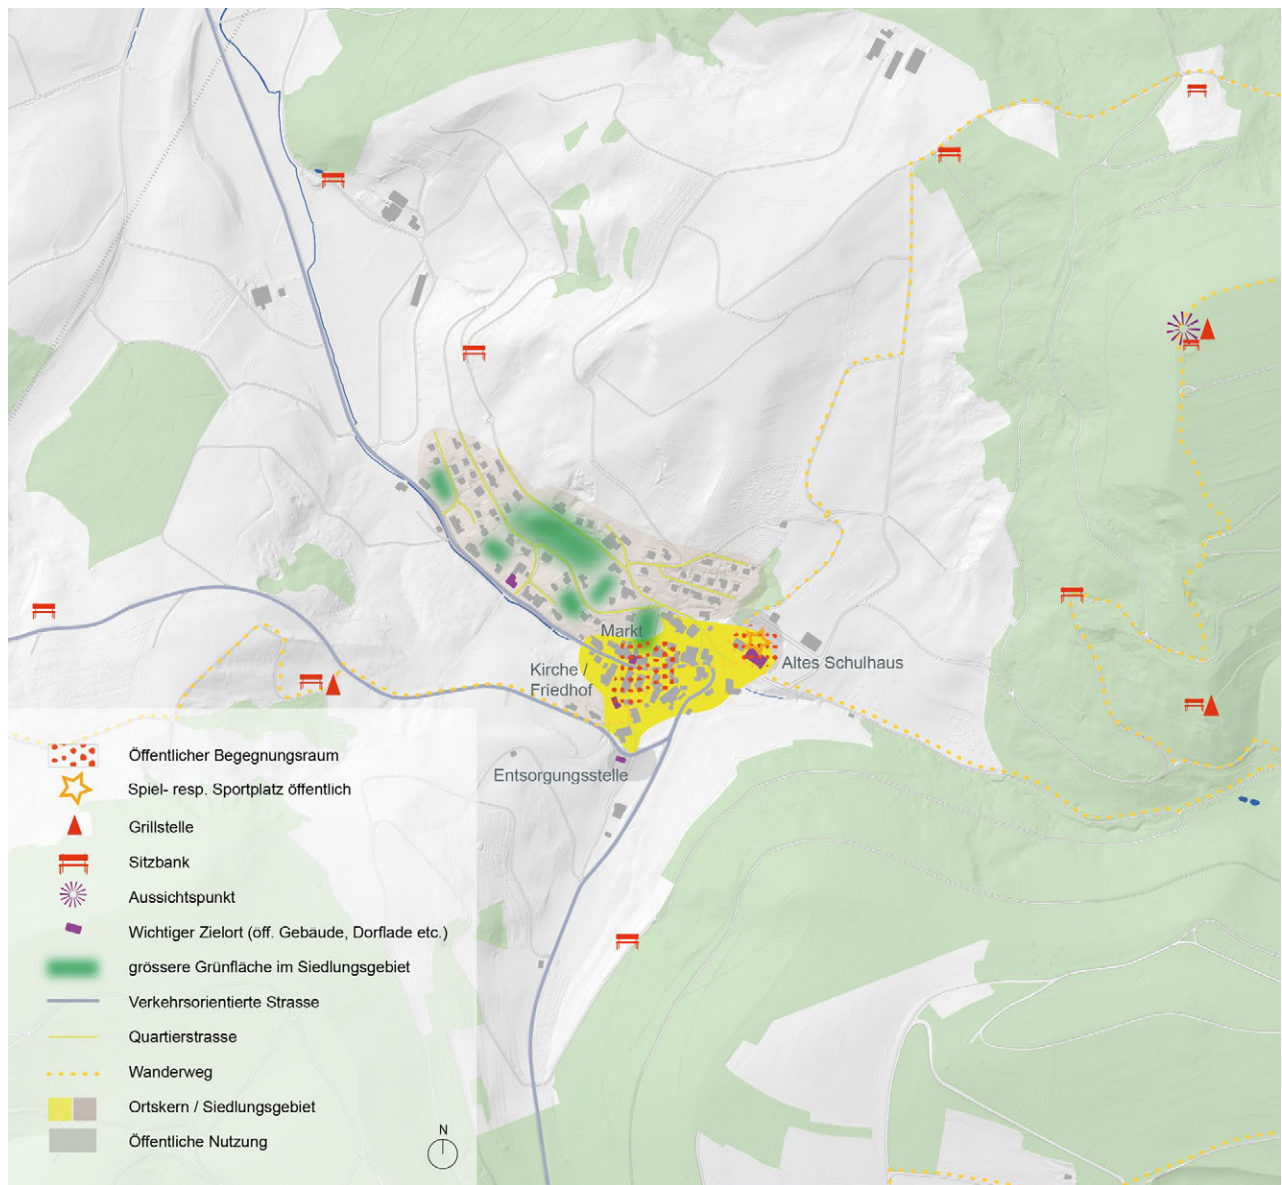 Markt
Kirche /
Friedhof
Altes Schulhaus
Entsorgungsstelle
Öffentlicher Begegnungsraum
Spiel- resp. Sportplatz öffentlich
Grillstelle
Sitzbank
Aussichtspunkt
Wichtiger Zielort (öff. Gebäude, Dorflade etc.)
grössere Grünfläche im Siedlungsgebiet
Verkehrsorientierte Strasse
Quartierstrasse
Wanderweg
Ortskern / Siedlungsgebiet
Öffentliche Nutzung
N